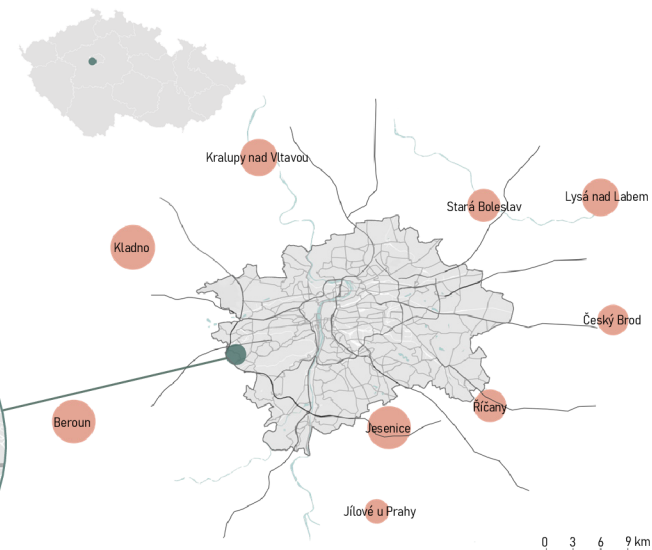 Kralupy nad Vltavou
Stará Boleslav
Lysá nad Labem
Kladno
Český Brod
Říčany
Beroun
Jesenice
Jílové u Prahy
0 3 6 9 km